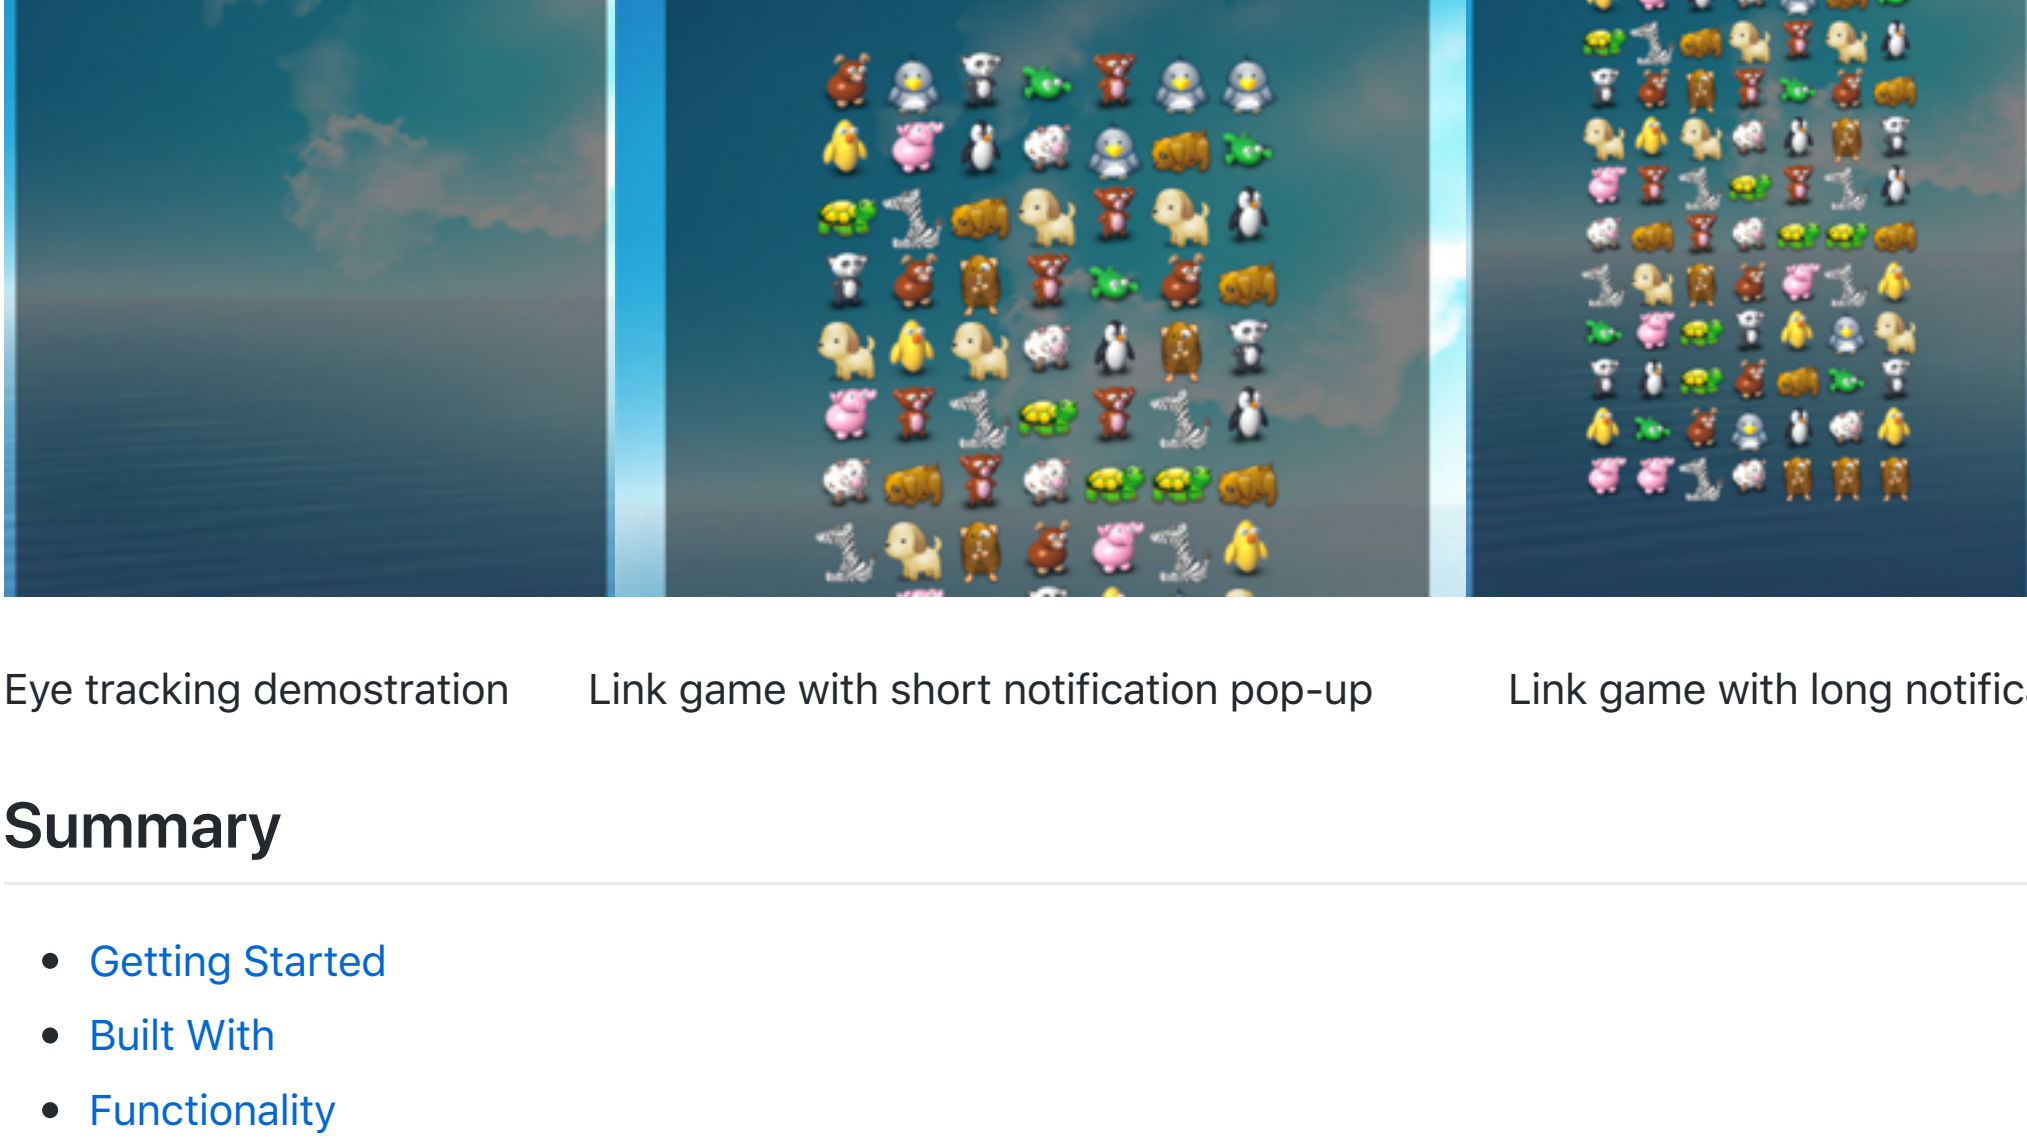 Eye tracking demostration
Link game with short notification pop-up
Link game with long
Summary
Getting Started
Built With
Functionality